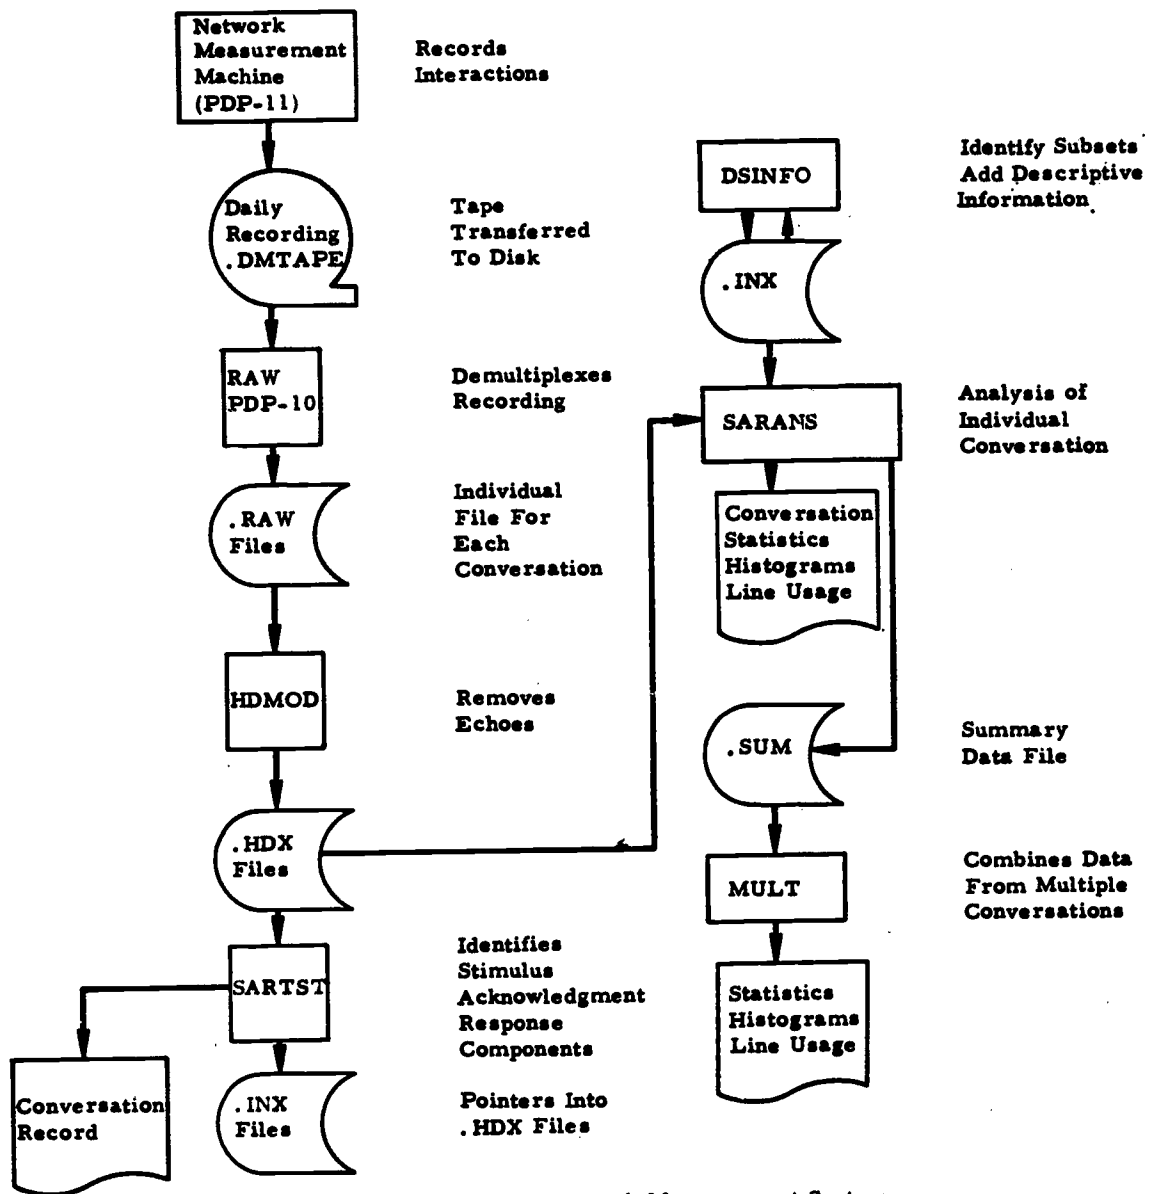 Network
Measurement
Machine
(PDP-11)
Records
Interactions
Daily
Recording
.DMTAPE
Tape
Transferred
To Disk
RAW
PDP-10
Demultiplexes
Recording
.RAW
Files
Individual
File For
Each
Conversation
HDMOD
Removes
Echoes
.HDX
Files
SARTST
Identifies
Stimulus
Acknowledgment
Response
Components
Conversation
Record
.INX
Files
Pointers Into
.HDX Files
DSINFO
Identify Subsets
Add Descriptive
Information
.INX
SARANS
Analysis of
Individual
Conversation
Conversation
Statistics
Histograms
Line Usage
.SUM
Summary
Data File
MULT
Combines Data
From Multiple
Conversations
Statistics
Histograms
Line Usage